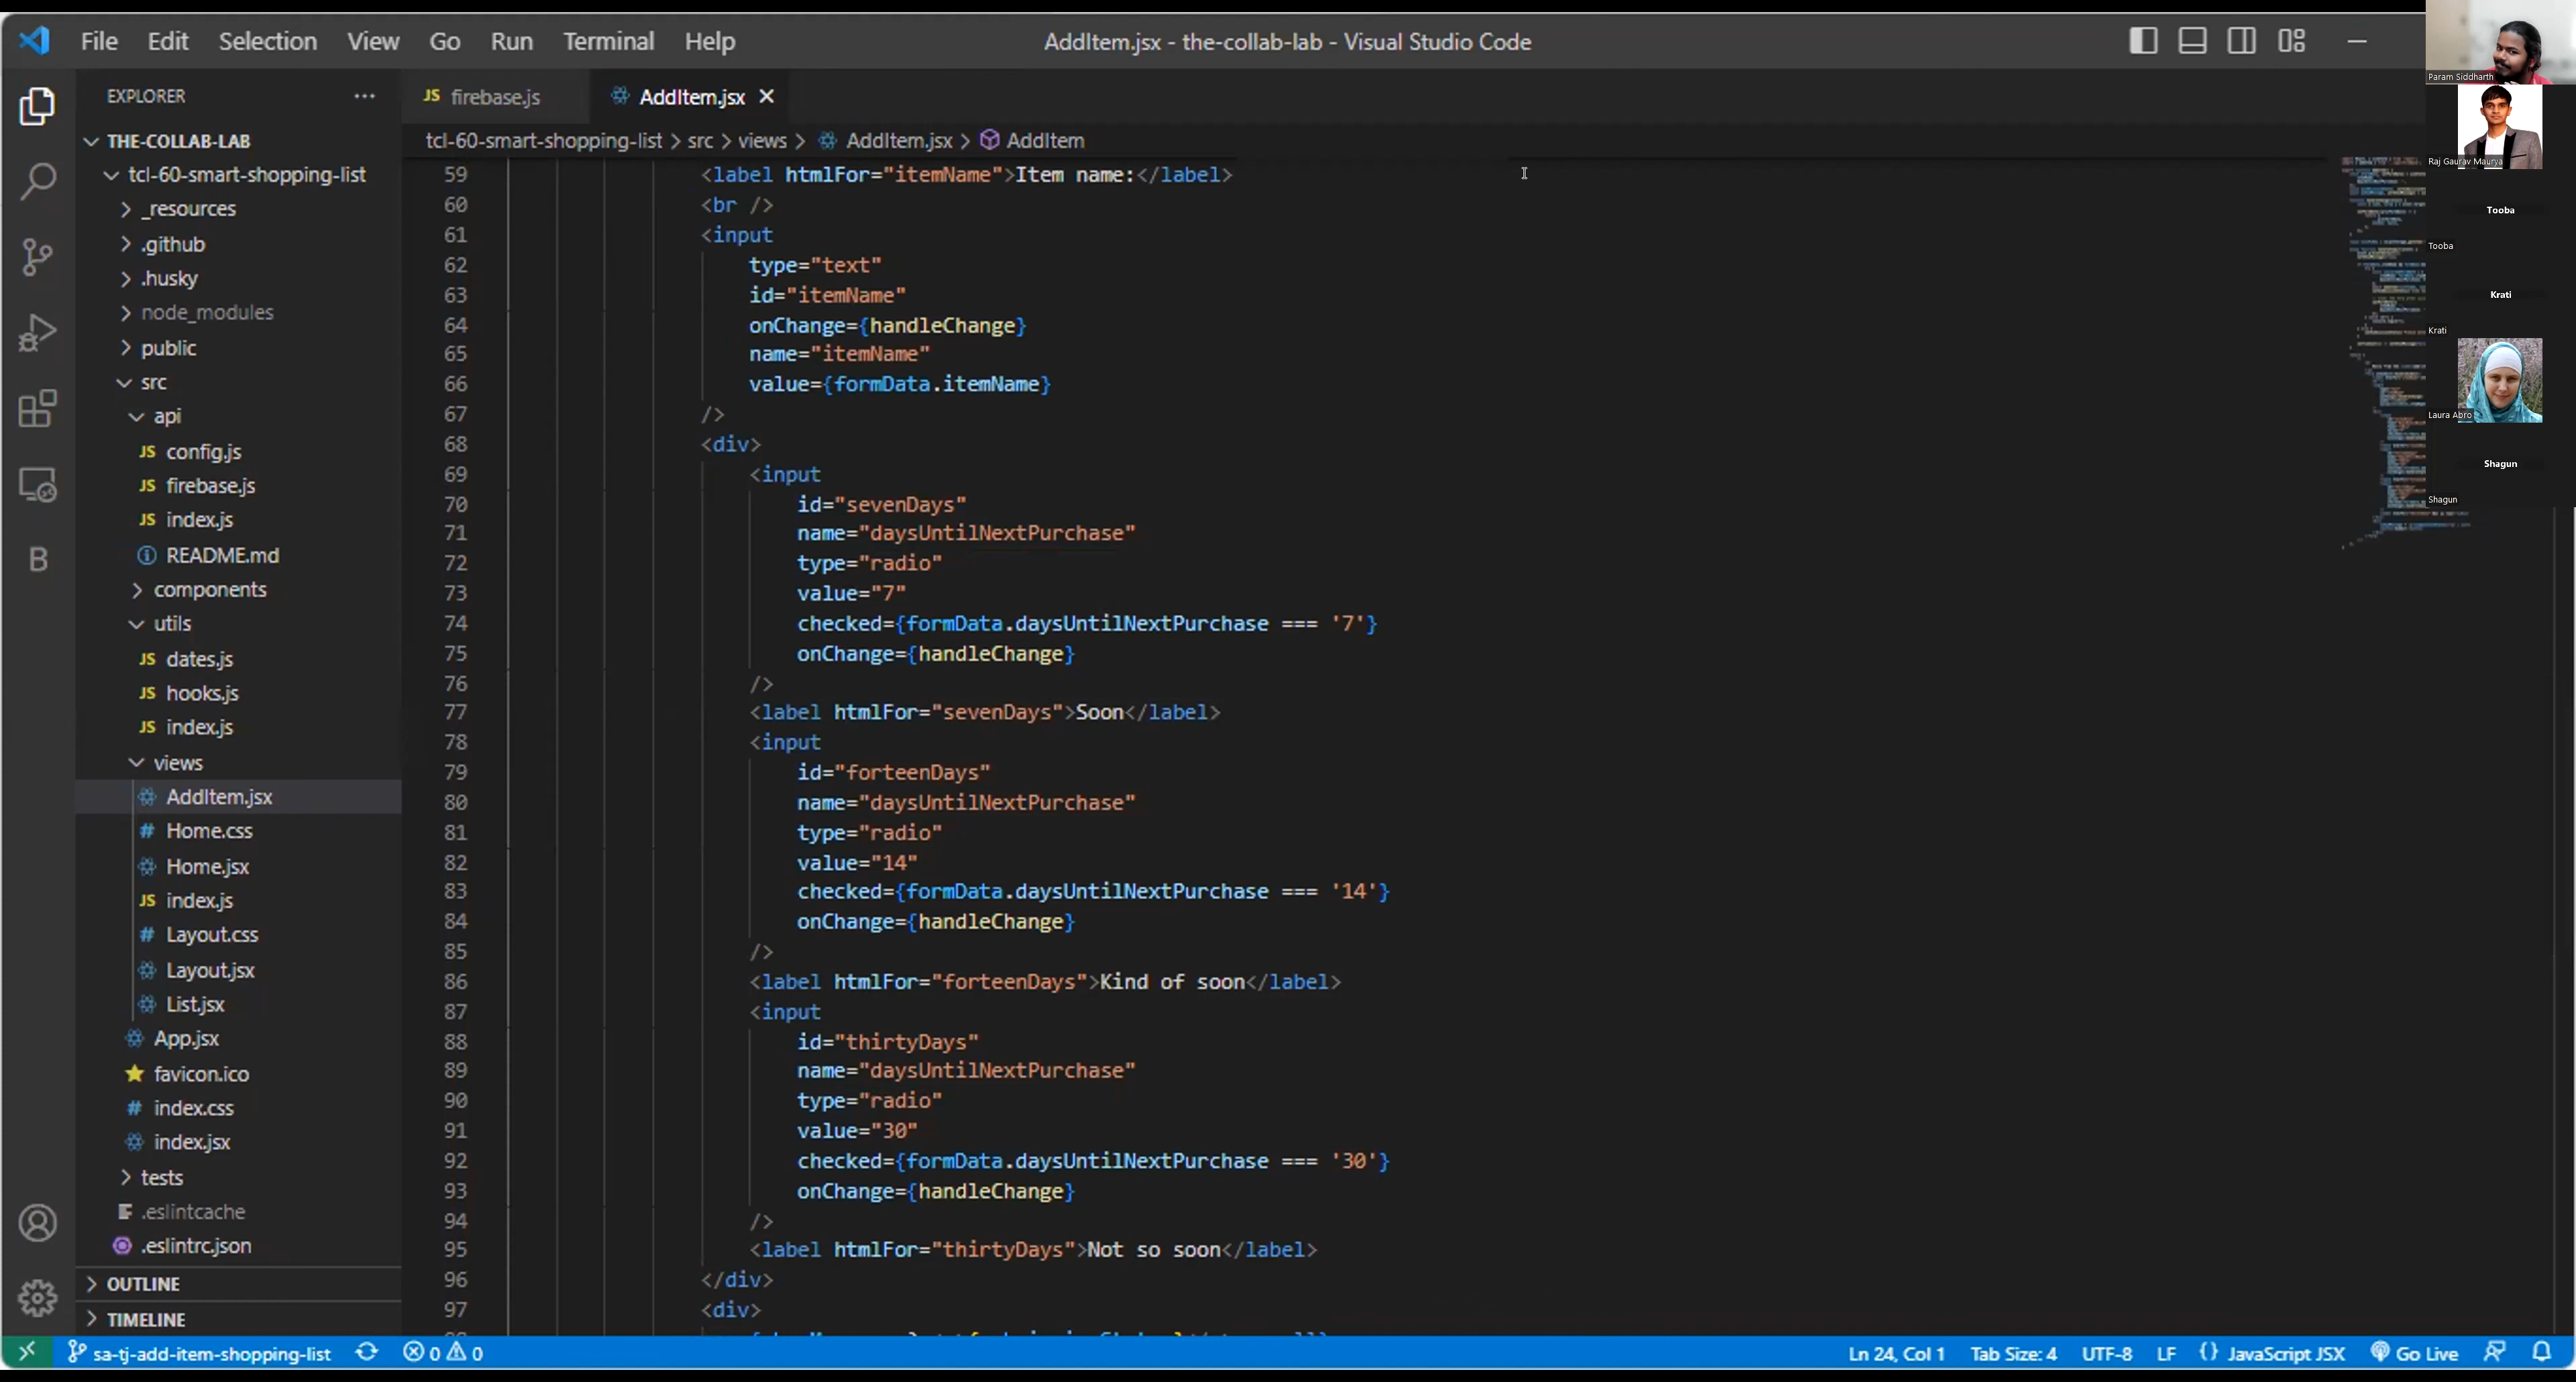 File Edit Selection View Go Run Terminal Help
AddItem.jsx - the-collab-lab - Visual Studio Code
EXPLORER
THE-COLLAB-LAB
tcl-60-smart-shopping-list
_resources
.github
.husky
node_modules
public
src
api
JS config.js
JS firebase.js
JS index.js
README.md
components
utils
JS dates.js
JS hooks.js
JS index.js
views
AddItem.jsx
# Home.css
Home.jsx
JS index.js
# Layout.css
Layout.jsx
List.jsx
App.jsx
favicon.ico
# index.css
index.jsx
tests
.eslintcache
.eslintrc.json
OUTLINE
TIMELINE
JS firebase.js
AddItem.jsx
tcl-60-smart-shopping-list > src > views > AddItem.jsx > AddItem
59 <label htmlFor="itemName">Item name:</label>
60 <br />
61 <input
62 type="text"
63 id="itemName"
64 onChange={handleChange}
65 name="itemName"
66 value={formData.itemName}
67 />
68 <div>
69 <input
70 id="sevenDays"
71 name="daysUntilNextPurchase"
72 type="radio"
73 value="7"
74 checked={formData.daysUntilNextPurchase === '7'}
75 onChange={handleChange}
76 />
77 <label htmlFor="sevenDays">Soon</label>
78 <input
79 id="forteenDays"
80 name="daysUntilNextPurchase"
81 type="radio"
82 value="14"
83 checked={formData.daysUntilNextPurchase === '14'}
84 onChange={handleChange}
85 />
86 <label htmlFor="forteenDays">Kind of soon</label>
87 <input
88 id="thirtyDays"
89 name="daysUntilNextPurchase"
90 type="radio"
91 value="30"
92 checked={formData.daysUntilNextPurchase === '30'}
93 onChange={handleChange}
94 />
95 <label htmlFor="thirtyDays">Not so soon</label>
96 </div>
97 <div>
Param Siddharth
Raj Gaurav Maurya
Tooba
Tooba
Krati
Krati
Laura Abro
Shagun
Shagun
B
sa-tj-add-item-shopping-list 0 0
Ln 24, Col 1 Tab Size: 4 UTF-8 LF {} JavaScript JSX Go Live